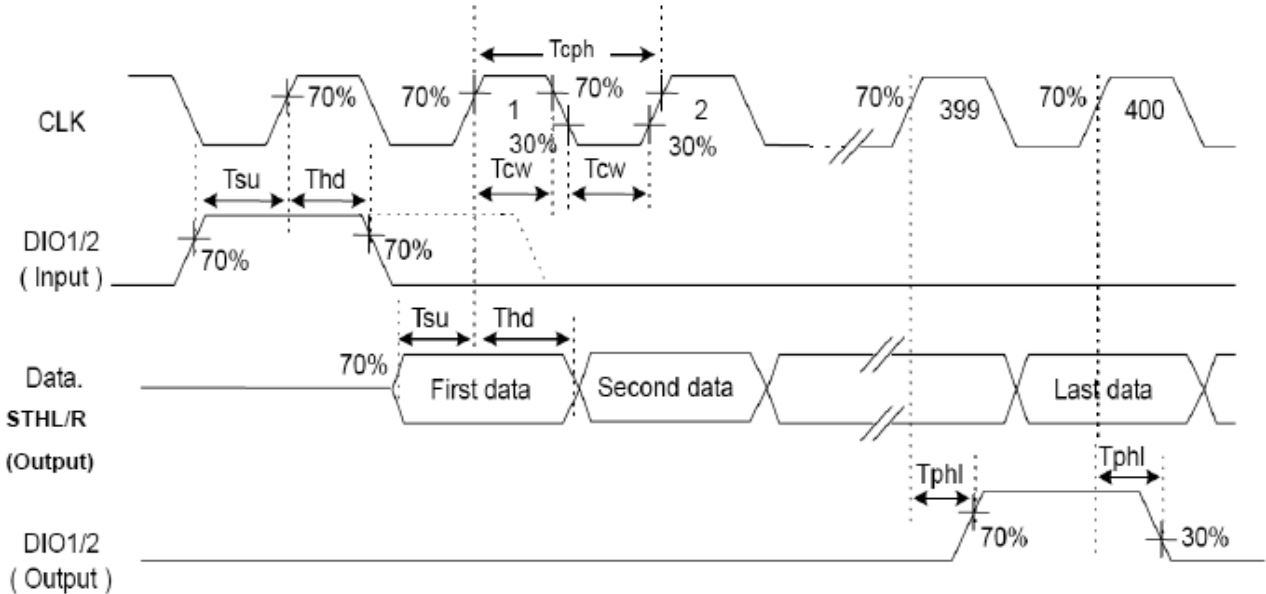 Tcph
CLK
70%
70%
1
70%
30%
2
30%
70%
399
70%
400
Tcw
Tcw
Tsu
Thd
DIO1/2
( Input )
70%
70%
Tsu
Thd
70%
Data.
STHL/R
(Output)
First data
Second data
Last data
Tphl
Tphl
DIO1/2
( Output )
70%
30%